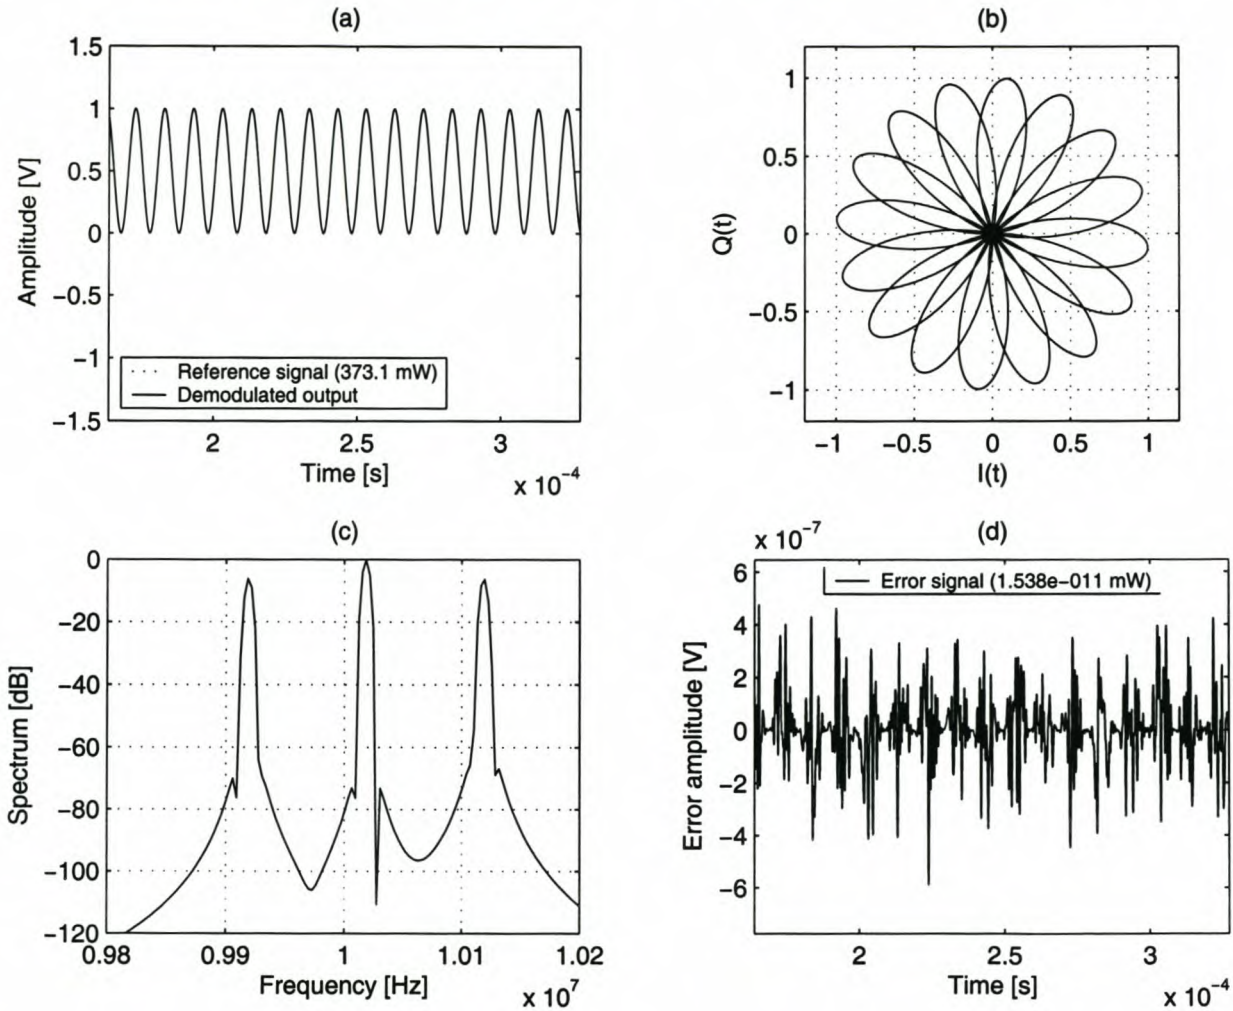 (a)
1.5
1
0.5
0
−0.5
−1
−1.5
Amplitude [V]
Reference signal (373.1 mW)
Demodulated output
2
2.5
3
Time [s]
x 10−4
(b)
1
0.5
0
−0.5
−1
Q(t)
−1
−0.5
0
0.5
1
I(t)
(c)
0
−20
−40
−60
−80
−100
−120
Spectrum [dB]
0.98
0.99
1
1.01
1.02
Frequency [Hz]
x 107
(d)
x 10−7
6
4
2
0
−2
−4
−6
Error amplitude [V]
Error signal (1.538e−011 mW)
2
2.5
3
Time [s]
x 10−4